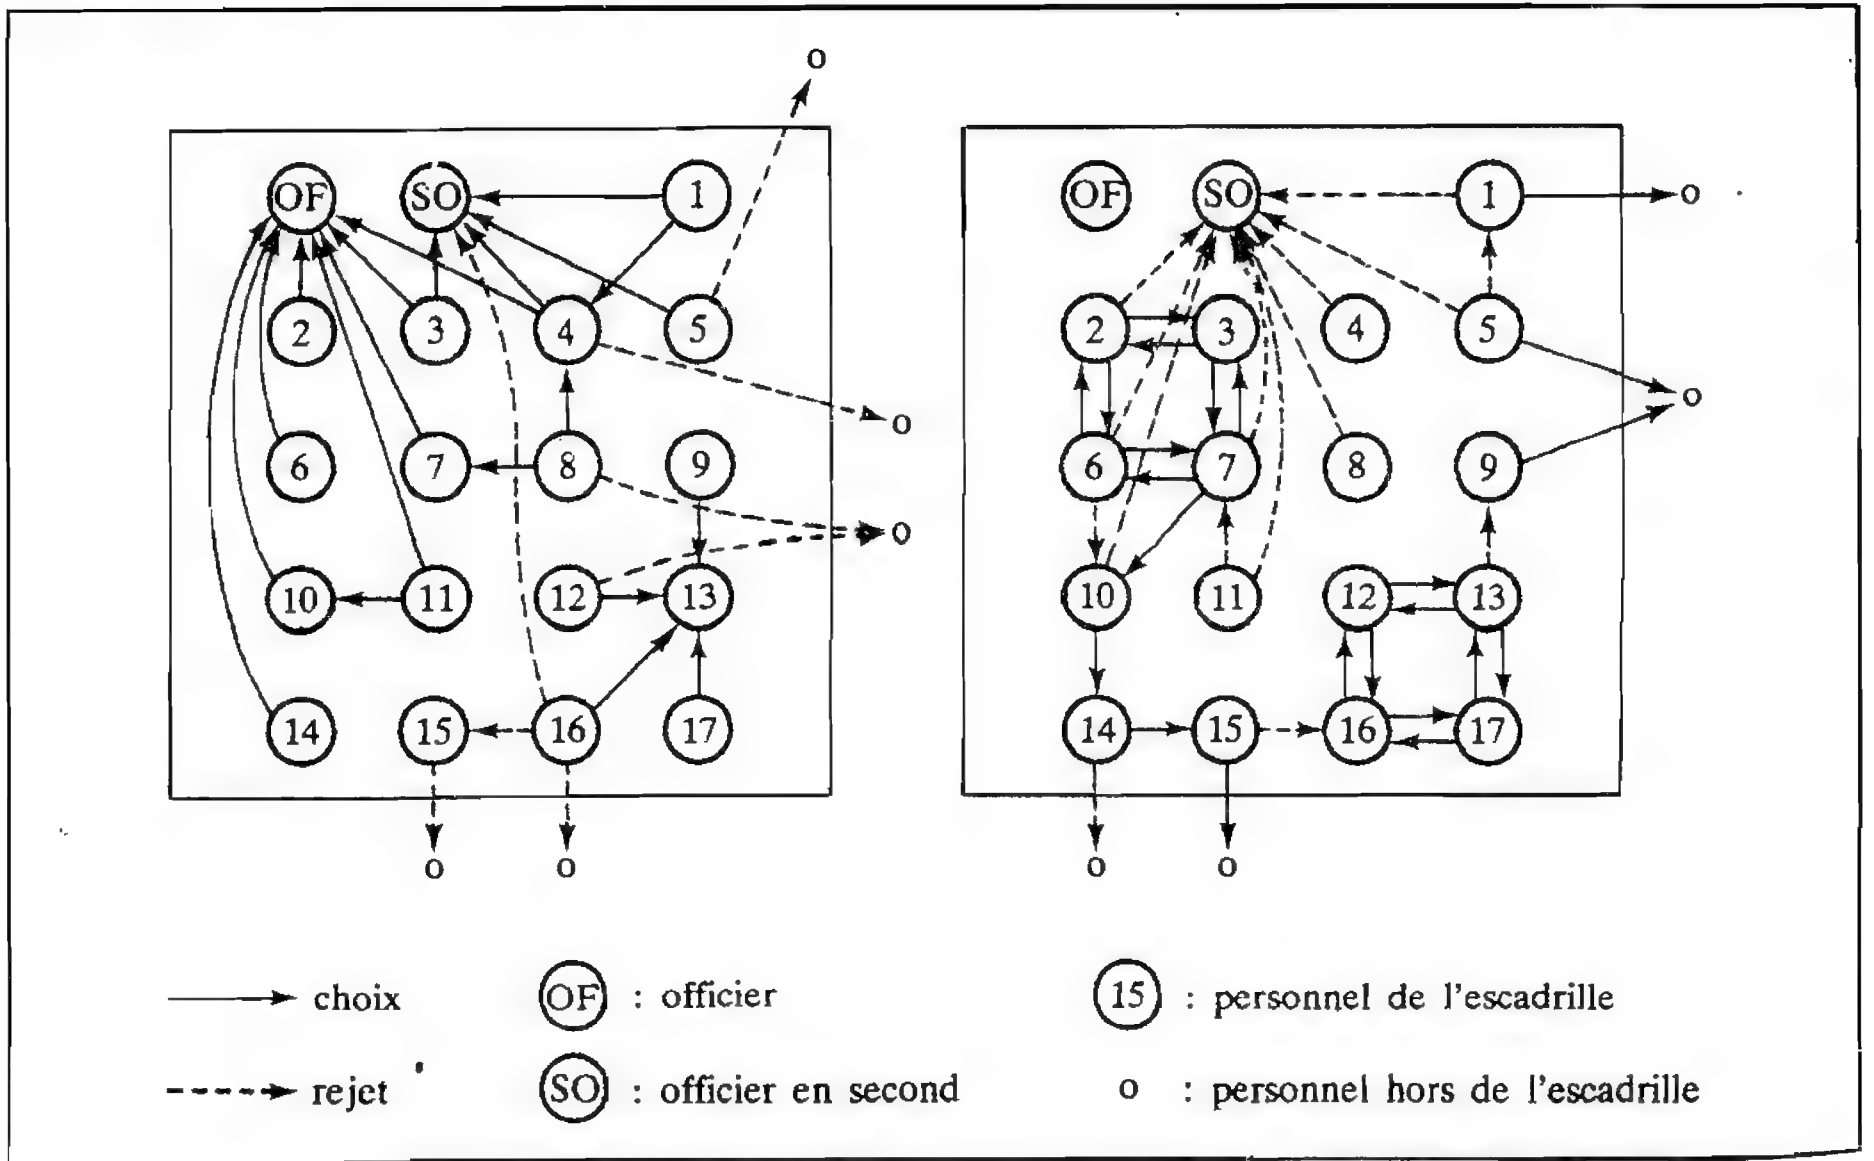 o
OF SO 1
2 3 4 5
o
6 7 8 9
o
10 11 12 13
14 15 16 17
o o
OF SO 1 o
2 3 4 5
o
6 7 8 9
10 11 12 13
14 15 16 17
o o
choix
OF : officier
15 : personnel de l'escadrille
rejet
SO : officier en second
o : personnel hors de l'escadrille